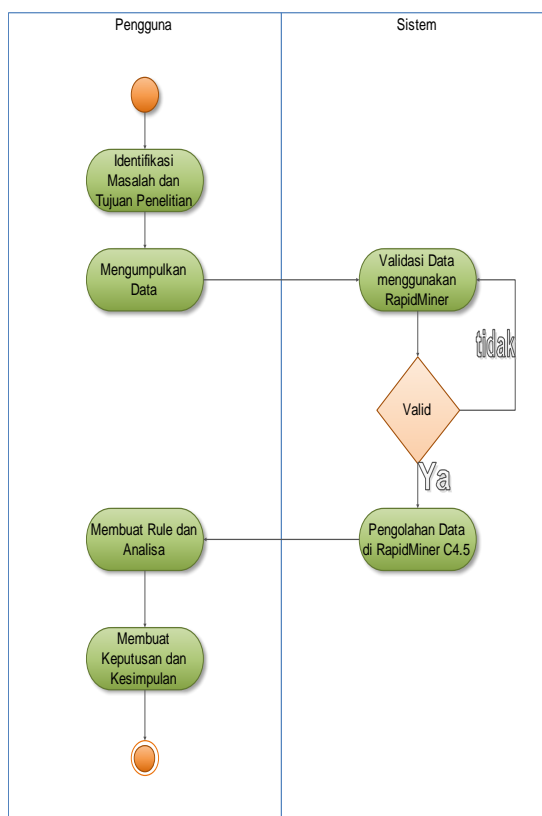 Pengguna
Sistem
Identifikasi
Masalah dan
Tujuan Penelitian
Mengumpulkan
Data
Validasi Data
menggunakan
RapidMiner
tidak
Valid
Ya
Pengolahan Data
di RapidMiner C4.5
Membuat Rule dan
Analisa
Membuat
Keputusan dan
Kesimpulan